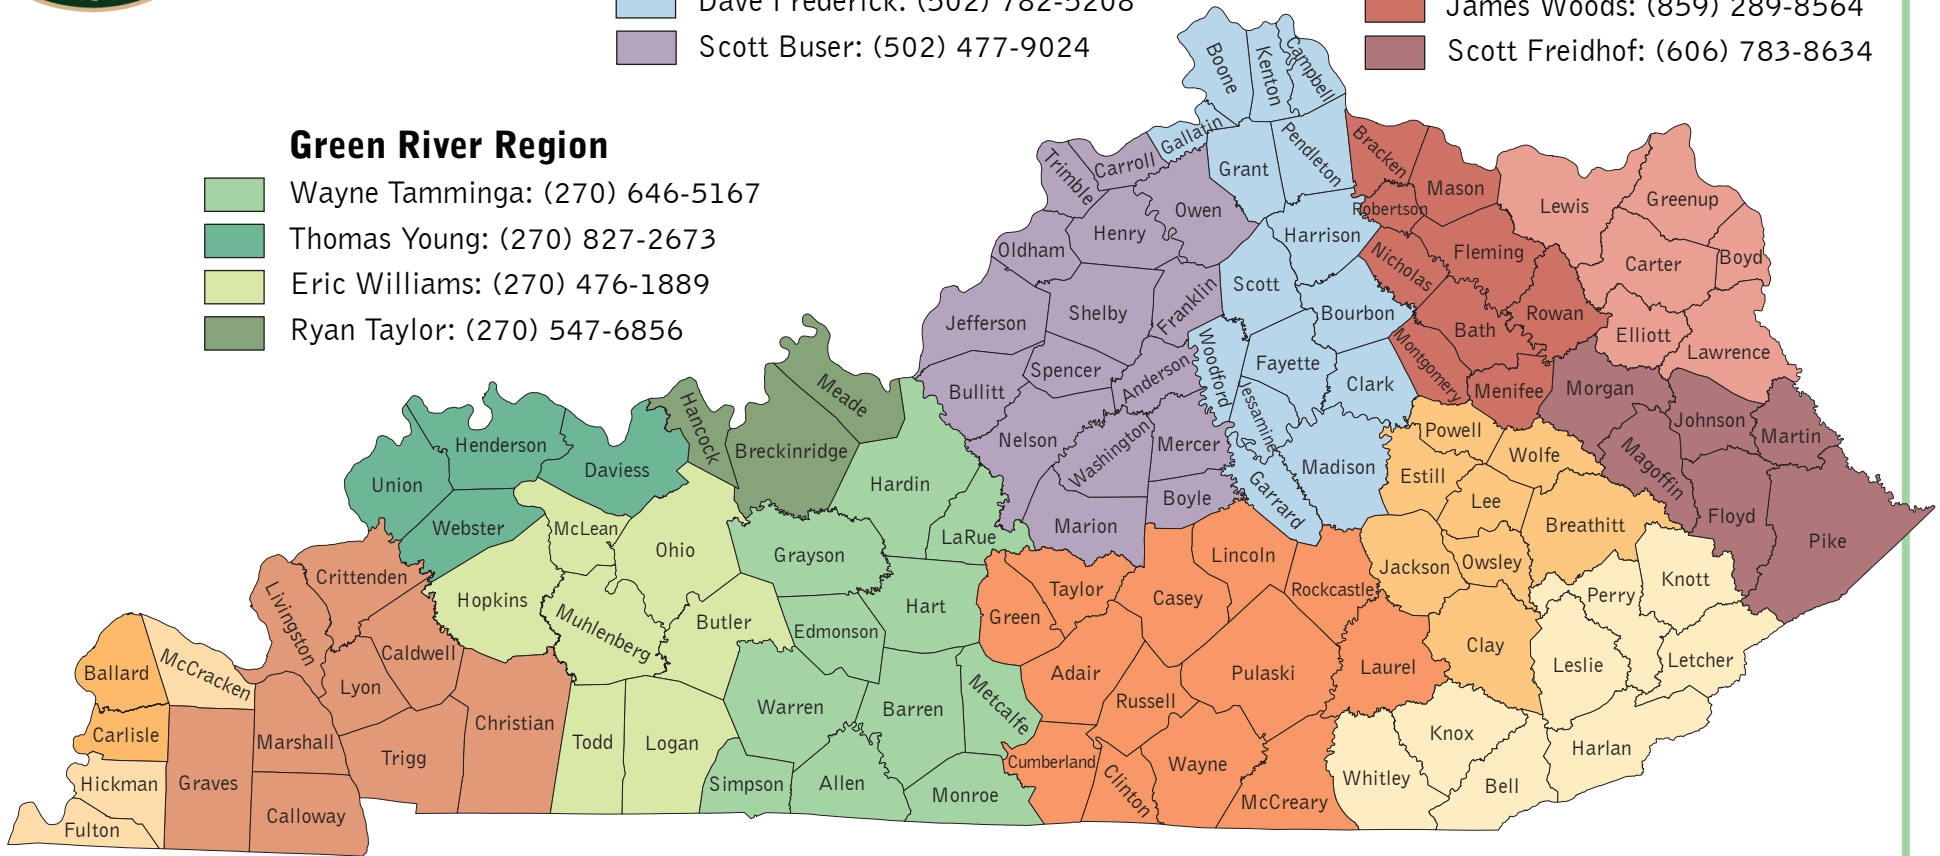 Dave Frederick: (502) 782-5208
James Woods: (859) 289-8564
Scott Buser: (502) 477-9024
Scott Freidhof: (606) 783-8634
Green River Region
Wayne Tamminga: (270) 646-5167
Thomas Young: (270) 827-2673
Eric Williams: (270) 476-1889
Ryan Taylor: (270) 547-6856
Boone
Kenton
Campbell
Gallatin
Grant
Pendleton
Bracken
Mason
Robertson
Lewis
Greenup
Trimble
Carroll
Owen
Henry
Oldham
Harrison
Nicholas
Fleming
Carter
Boyd
Jefferson
Shelby
Franklin
Scott
Bourbon
Bath
Rowan
Elliott
Lawrence
Bullitt
Spencer
Anderson
Woodford
Fayette
Clark
Montgomery
Menifee
Morgan
Johnson
Martin
Magoffin
Floyd
Pike
Nelson
Washington
Mercer
Jessamine
Madison
Garrard
Boyle
Marion
Powell
Wolfe
Estill
Lee
Breathitt
Jackson
Owsley
Clay
Perry
Knott
Leslie
Letcher
Harlan
Knox
Bell
Whitley
Meade
Hancock
Breckinridge
Henderson
Daviess
Union
Webster
McLean
Ohio
Hopkins
Muhlenberg
Butler
Todd
Logan
Hardin
LaRue
Grayson
Hart
Edmonson
Warren
Barren
Metcalfe
Simpson
Allen
Monroe
Green
Taylor
Casey
Lincoln
Rockcastle
Laurel
Adair
Russell
Pulaski
Cumberland
Clinton
Wayne
McCreary
Crittenden
Livingston
Caldwell
Lyon
Christian
Trigg
Marshall
Graves
Calloway
Ballard
McCracken
Carlisle
Hickman
Fulton